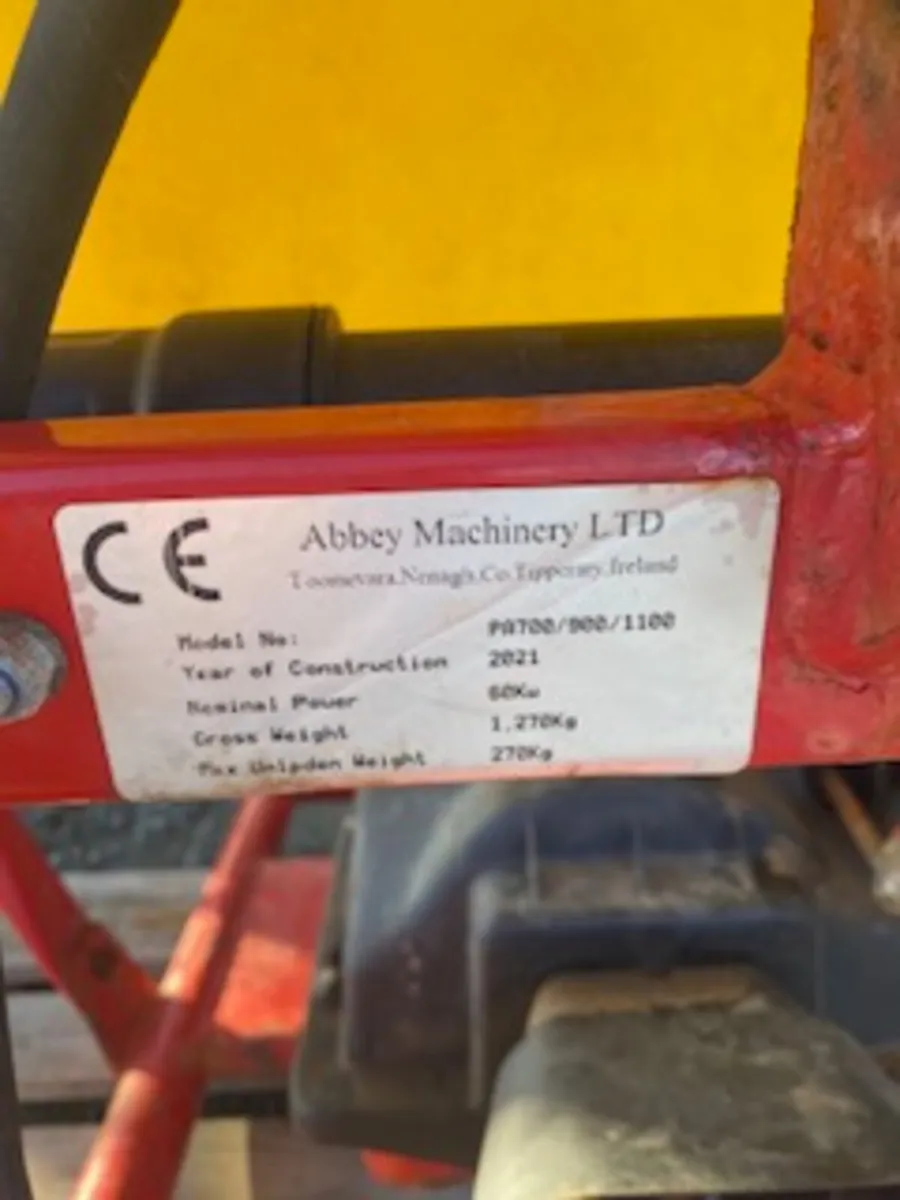 CE
Abbey Machinery LTD
Toomevara.Nenagh.Co.Tipperary.Ireland
Model No: PA700/900/1100
Year of Construction 2021
Nominal Power 60Kw
Gross Weight 1,270Kg
Max Unladen Weight 270Kg